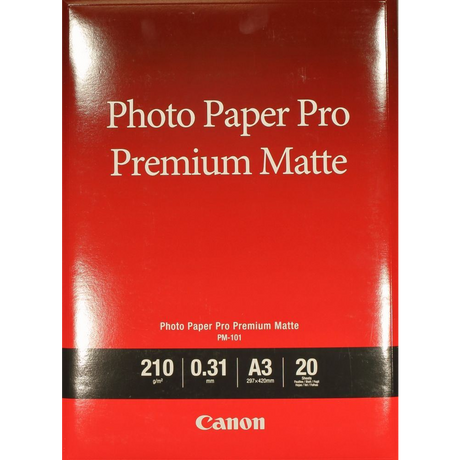 Photo Paper Pro
Premium Matte
Photo Paper Pro Premium Matte
PM-101
210 0.31 A3 20
g/m² mm 297×420mm Sheets
Canon